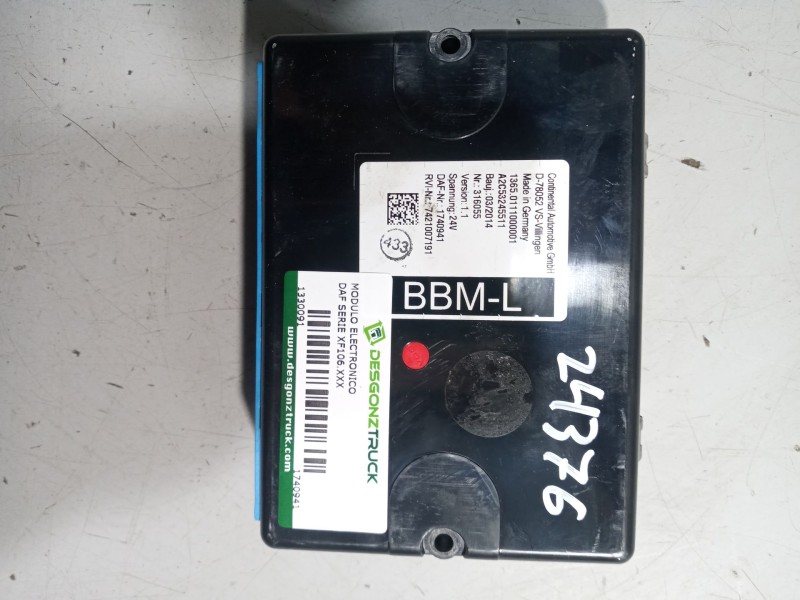 Continental Automotive GmbH
D-78052 VS-Villingen
Made in Germany
1365.0111000001
A2C53245511
Bauj.: 03/2014
Nr.: 316055
Version: 1.1
Spannung: 24V
DAF-Nr. 1740941
RVI-Nr.: 7421007191
433
BBM-L
DESGONZTRUCK
MODULO ELECTRONICO
DAF SERIE XF106.XXX
1330091
1740941
www.desgonztruck.com
24376